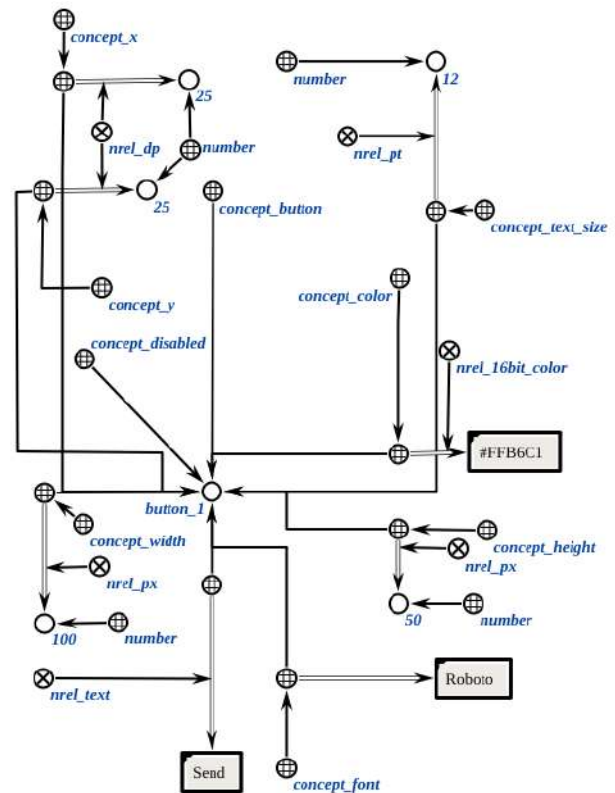 concept_x
number
12
25
nrel_dp
number
nrel_pt
25
concept_button
concept_text_size
concept_y
concept_color
concept_disabled
nrel_16bit_color
#FFB6C1
button_1
concept_width
concept_height
nrel_px
nrel_px
100
number
50
number
nrel_text
Roboto
Send
concept_font